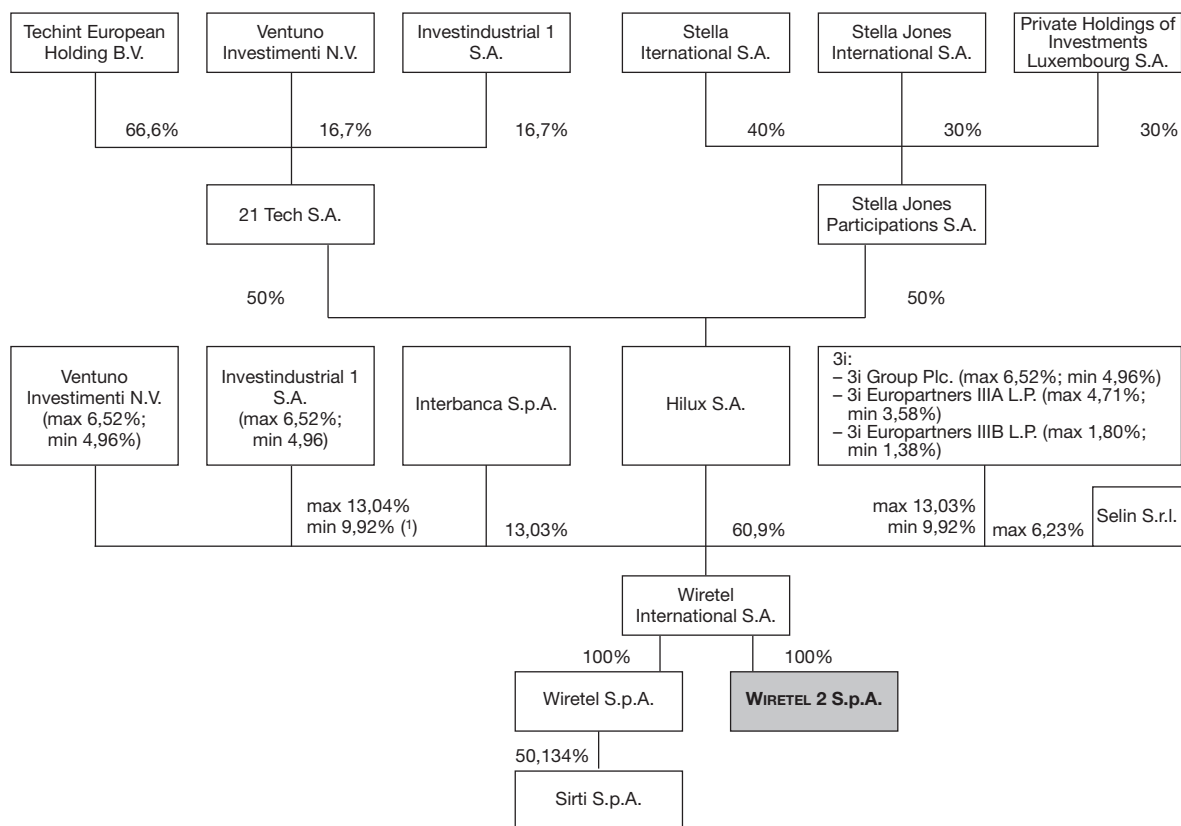 Techint European
Holding B.V.
Ventuno
Investimenti N.V.
Investindustrial 1
S.A.
Stella
Iternational S.A.
Stella Jones
International S.A.
Private Holdings of
Investments
Luxembourg S.A.
66,6%
16,7%
16,7%
40%
30%
30%
21 Tech S.A.
Stella Jones
Participations S.A.
50%
50%
Ventuno
Investimenti N.V.
(max 6,52%;
min 4,96%)
Investindustrial 1
S.A.
(max 6,52%;
min 4,96)
Interbanca S.p.A.
Hilux S.A.
3i:
– 3i Group Plc. (max 6,52%; min 4,96%)
– 3i Europartners IIIA L.P. (max 4,71%;
min 3,58%)
– 3i Europartners IIIB L.P. (max 1,80%;
min 1,38%)
max 13,04%
min 9,92% (1)
13,03%
60,9%
max 13,03%
min 9,92%
max 6,23%
Selin S.r.l.
Wiretel
International S.A.
100%
100%
Wiretel S.p.A.
WIRETEL 2 S.p.A.
50,134%
Sirti S.p.A.